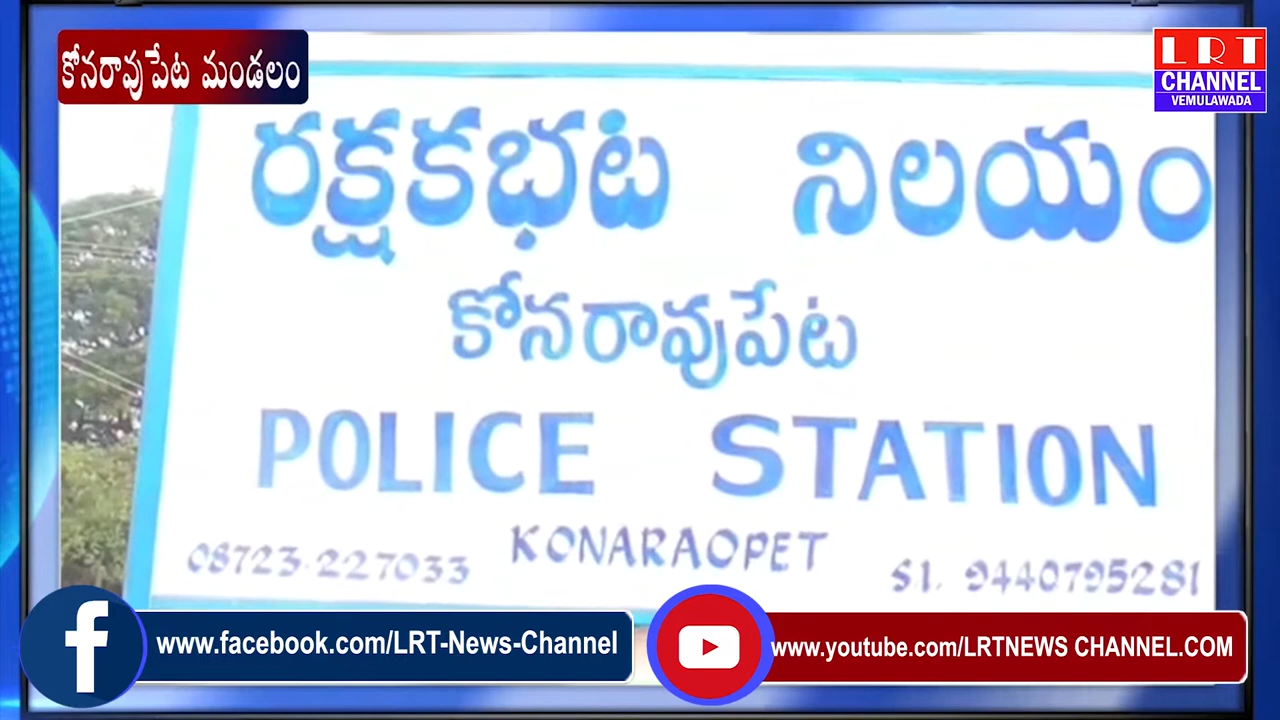 కోనరావుపేట మండలం
LRT
CHANNEL
VEMULAWADA
రక్షకభట నిలయం
కోనరావుపేట
POLICE STATION
KONARAOPET
08723-227033
S1. 9440795281
www.facebook.com/LRT-News-Channel
www.youtube.com/LRTNEWS CHANNEL.COM